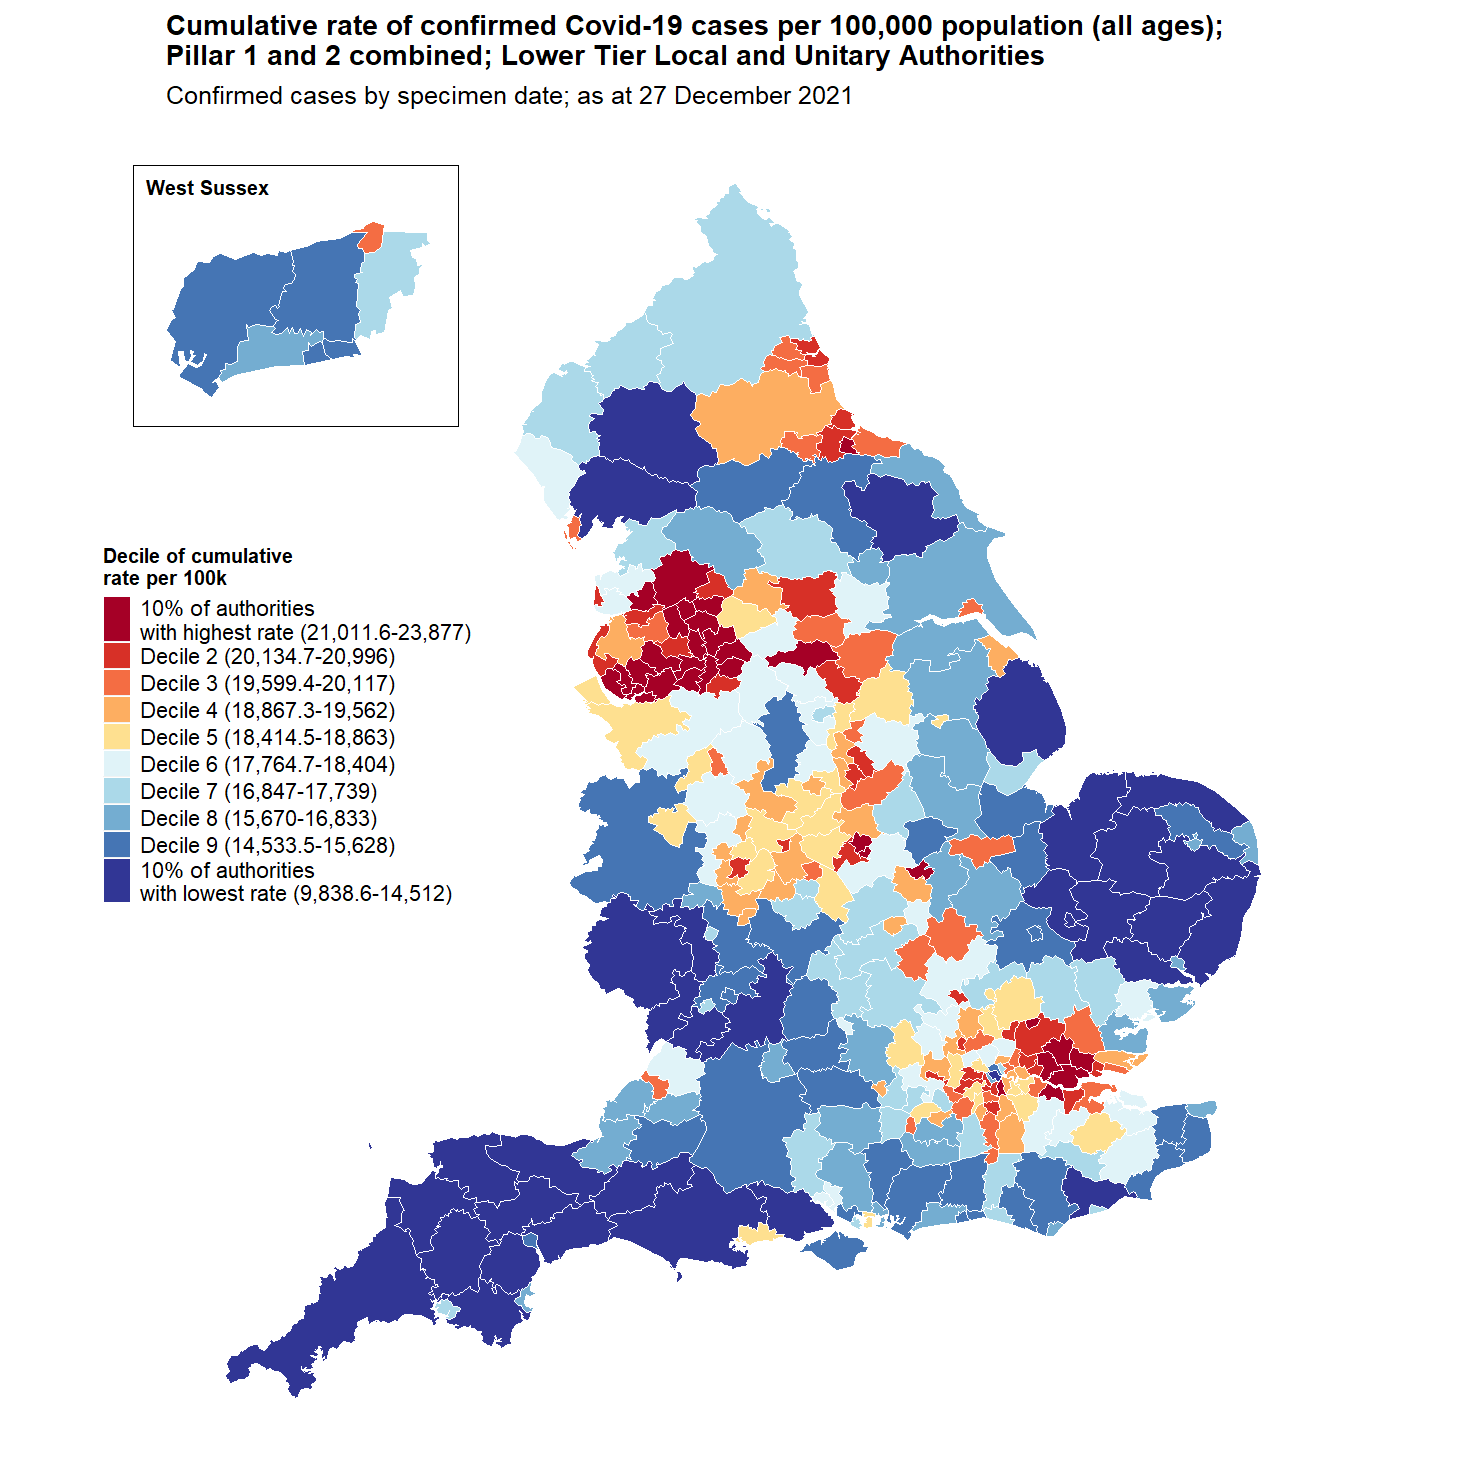 Cumulative rate of confirmed Covid-19 cases per 100,000 population (all ages);
Pillar 1 and 2 combined; Lower Tier Local and Unitary Authorities
Confirmed cases by specimen date; as at 27 December 2021
West Sussex
Decile of cumulative
rate per 100k
10% of authorities
with highest rate (21,011.6-23,877)
Decile 2 (20,134.7-20,996)
Decile 3 (19,599.4-20,117)
Decile 4 (18,867.3-19,562)
Decile 5 (18,414.5-18,863)
Decile 6 (17,764.7-18,404)
Decile 7 (16,847-17,739)
Decile 8 (15,670-16,833)
Decile 9 (14,533.5-15,628)
10% of authorities
with lowest rate (9,838.6-14,512)